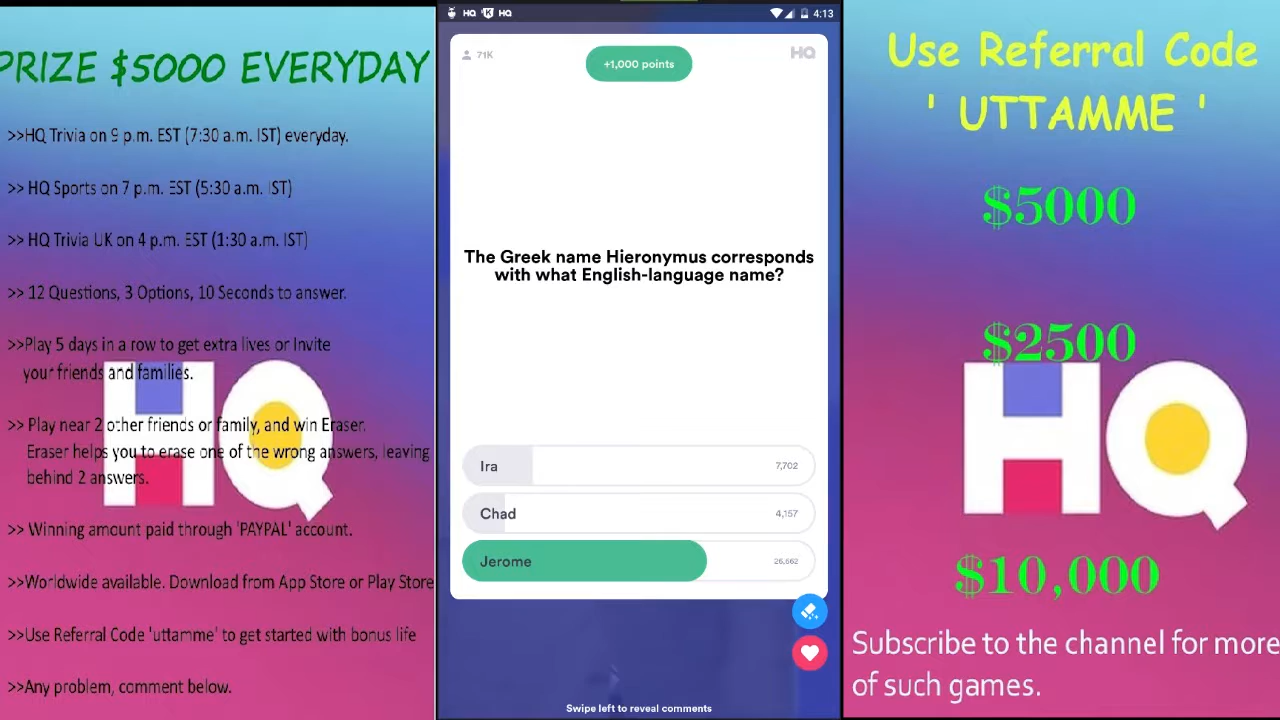 PRIZE $5000 EVERYDAY
>>HQ Trivia on 9 p.m. EST (7:30 a.m. IST) everyday.
>> HQ Sports on 7 p.m. EST (5:30 a.m. IST)
>> HQ Trivia UK on 4 p.m. EST (1:30 a.m. IST)
>> 12 Questions, 3 Options, 10 Seconds to answer.
>>Play 5 days in a row to get extra lives or Invite
your friends and families.
>> Play near 2 other friends or family, and win Eraser.
Eraser helps you to erase one of the wrong answers, leaving
behind 2 answers.
>> Winning amount paid through 'PAYPAL' account.
>>Worldwide available. Download from App Store or Play Store
>>Use Referral Code 'uttamme' to get started with bonus life
>>Any problem, comment below.
HQ
HQ K HQ 4:13
71K
+1,000 points
HQ
The Greek name Hieronymus corresponds
with what English-language name?
Ira 7,702
Chad 4,157
Jerome 26,662
Swipe left to reveal comments
Use Referral Code
' UTTAMME '
$5000
$2500
HQ
$10,000
Subscribe to the channel for more
of such games.